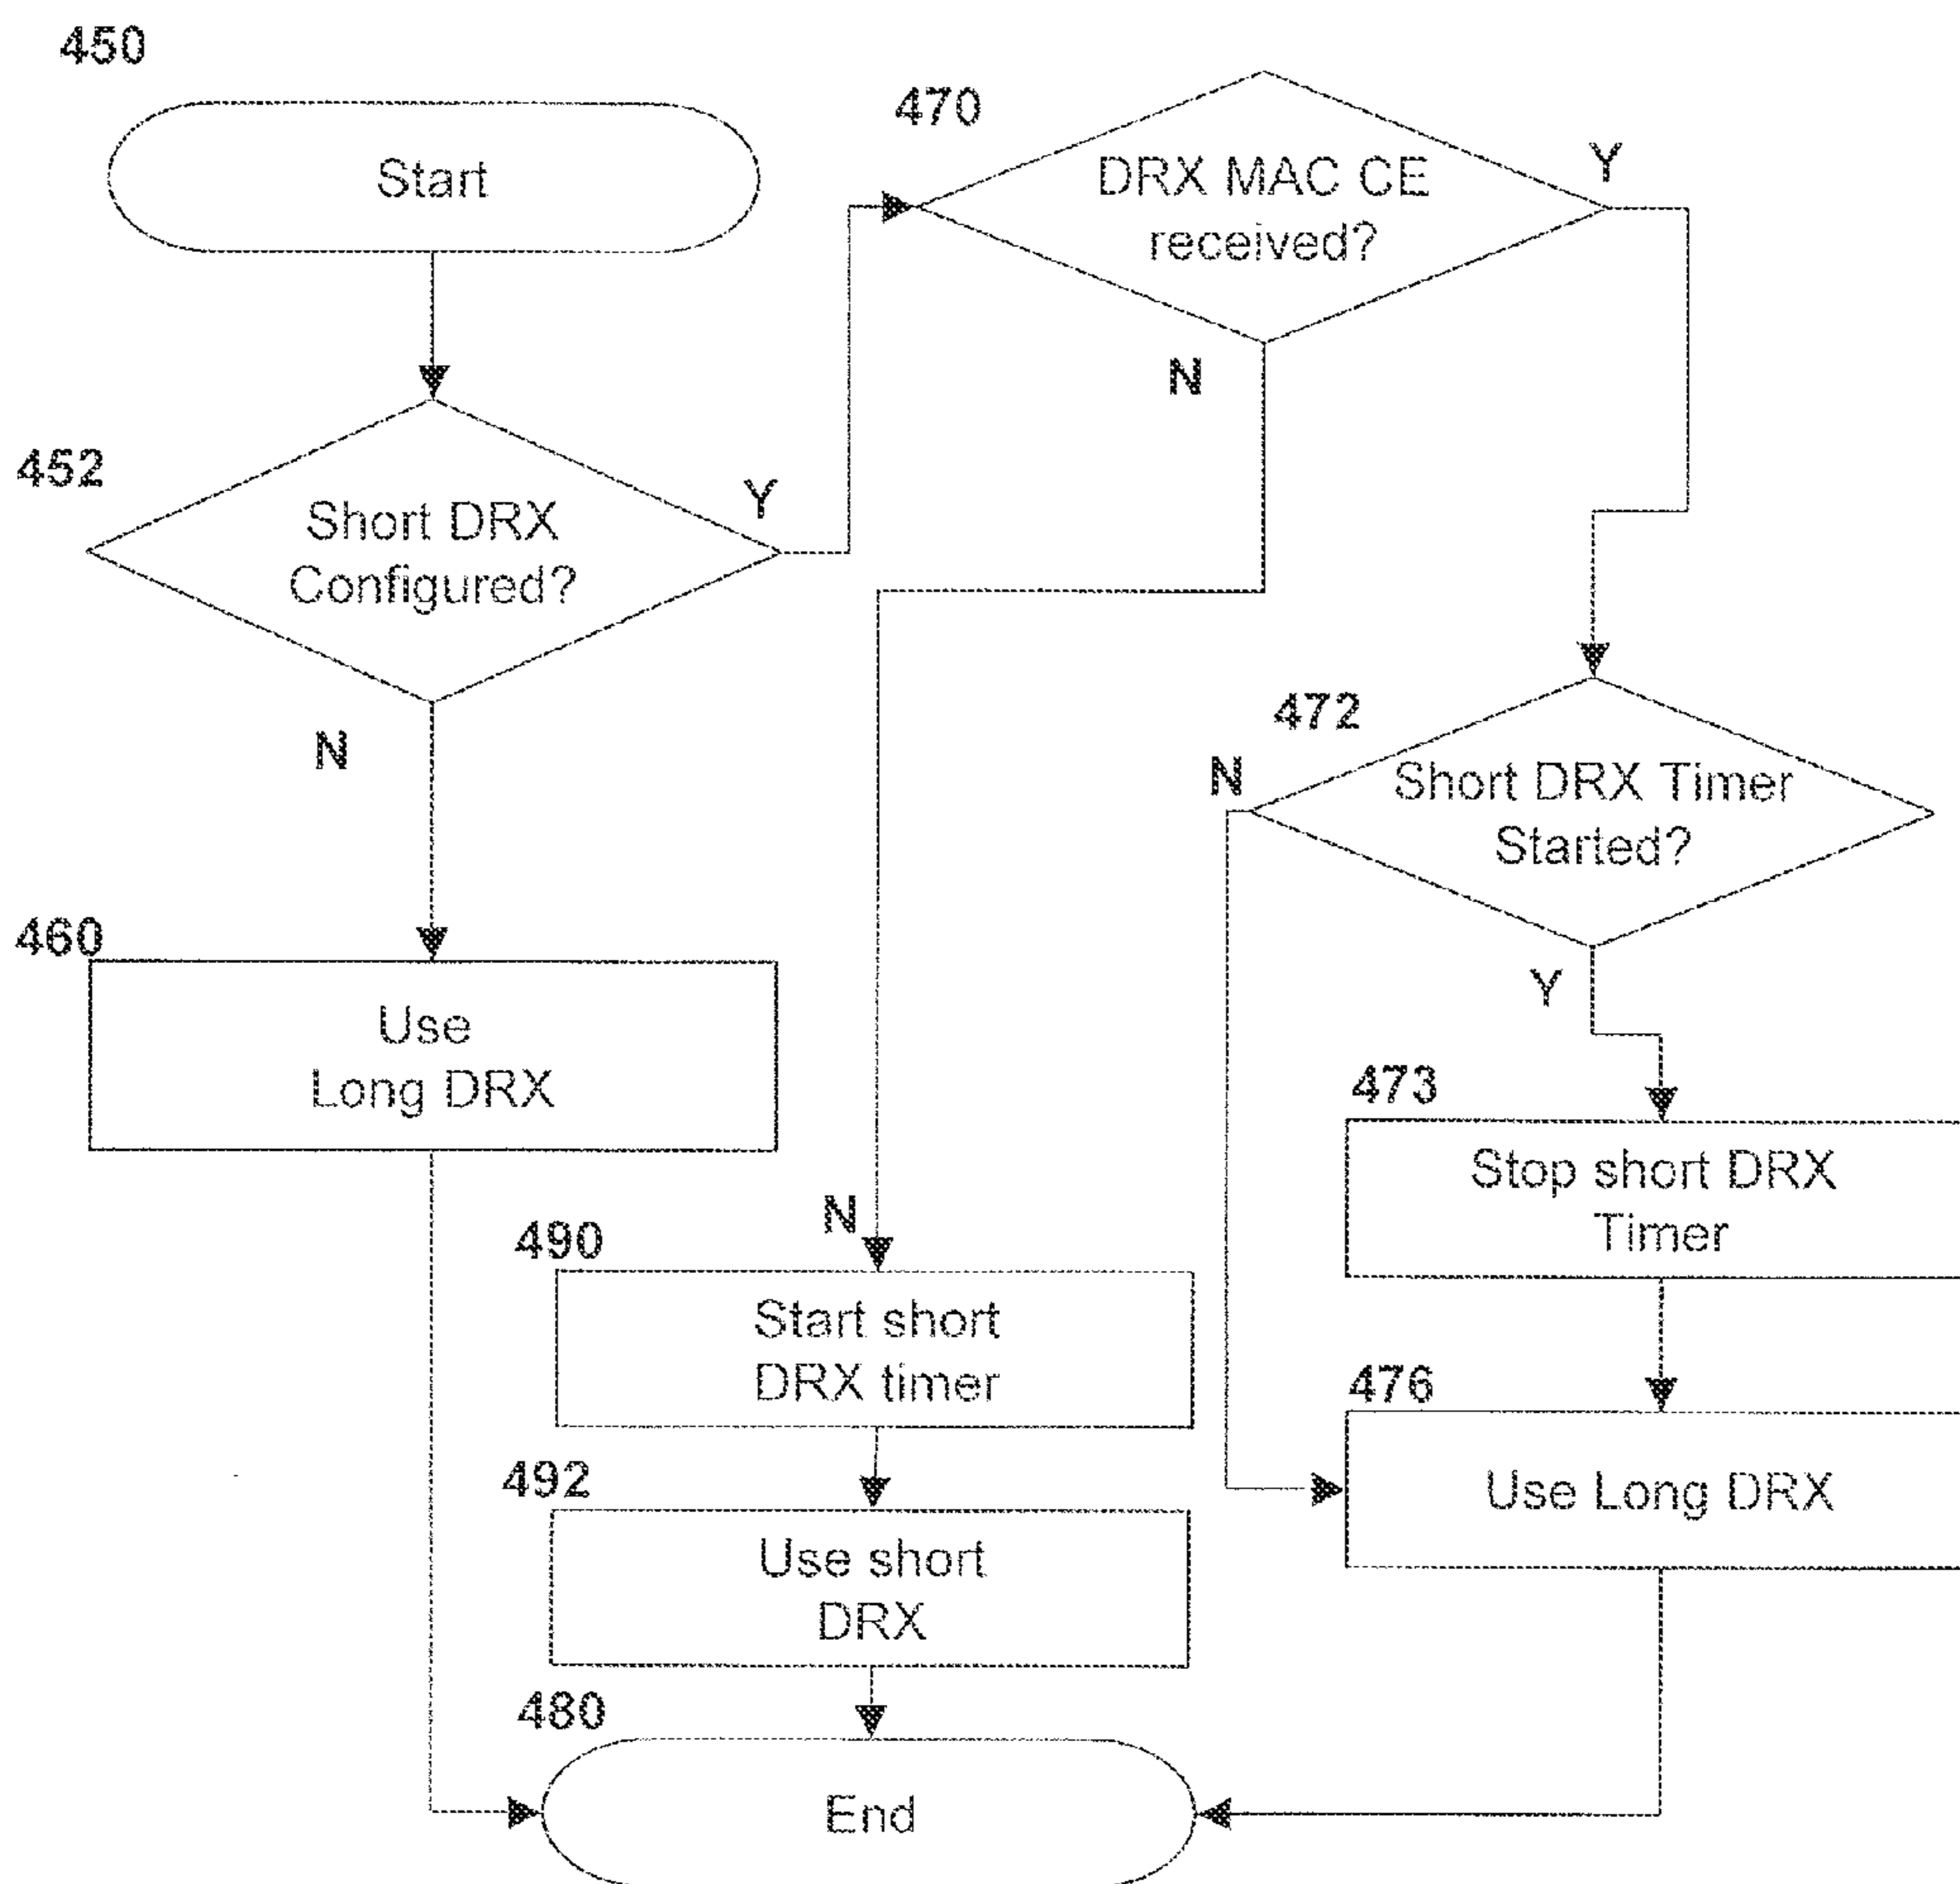 450
Start
452
Short DRX
Configured?
Y
N
460
Use
Long DRX
470
DRX MAC CE
received?
Y
N
472
Short DRX Timer
Started?
N
Y
473
Stop short DRX
Timer
476
Use Long DRX
N
490
Start short
DRX timer
492
Use short
DRX
480
End